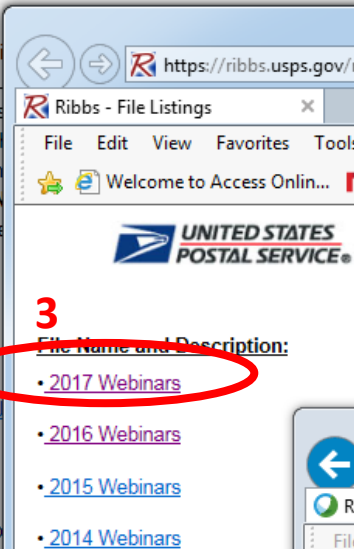 https://ribbs.usps.gov/
Ribbs - File Listings ×
File Edit View Favorites Tools
Welcome to Access Onlin...
UNITED STATES
POSTAL SERVICE®
3
File Name and Description:
• 2017 Webinars
• 2016 Webinars
• 2015 Webinars
• 2014 Webinars
R
File